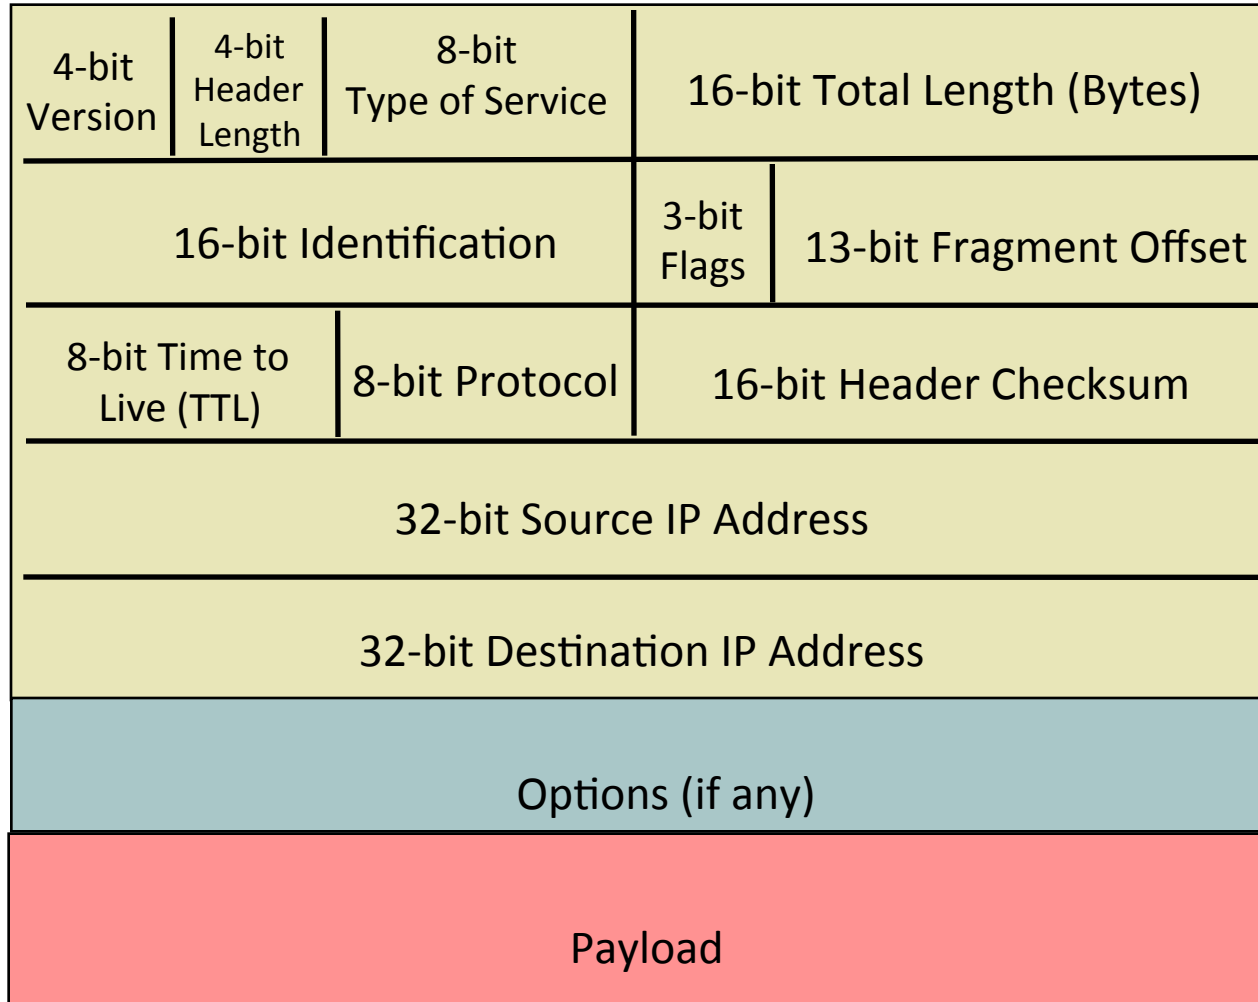 4-bit
Version
4-bit
Header
Length
8-bit
Type of Service
16-bit Total Length (Bytes)
16-bit Identification
3-bit
Flags
13-bit Fragment Offset
8-bit Time to
Live (TTL)
8-bit Protocol
16-bit Header Checksum
32-bit Source IP Address
32-bit Destination IP Address
Options (if any)
Payload